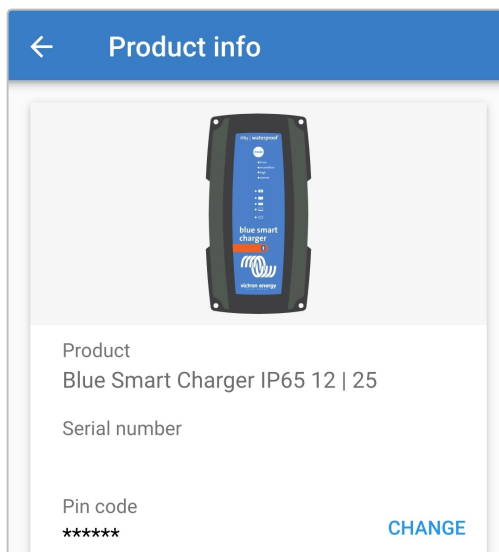 Product info
blue smart
charger
victron energy
Product
Blue Smart Charger IP65 12 | 25
Serial number
Pin code
******
CHANGE